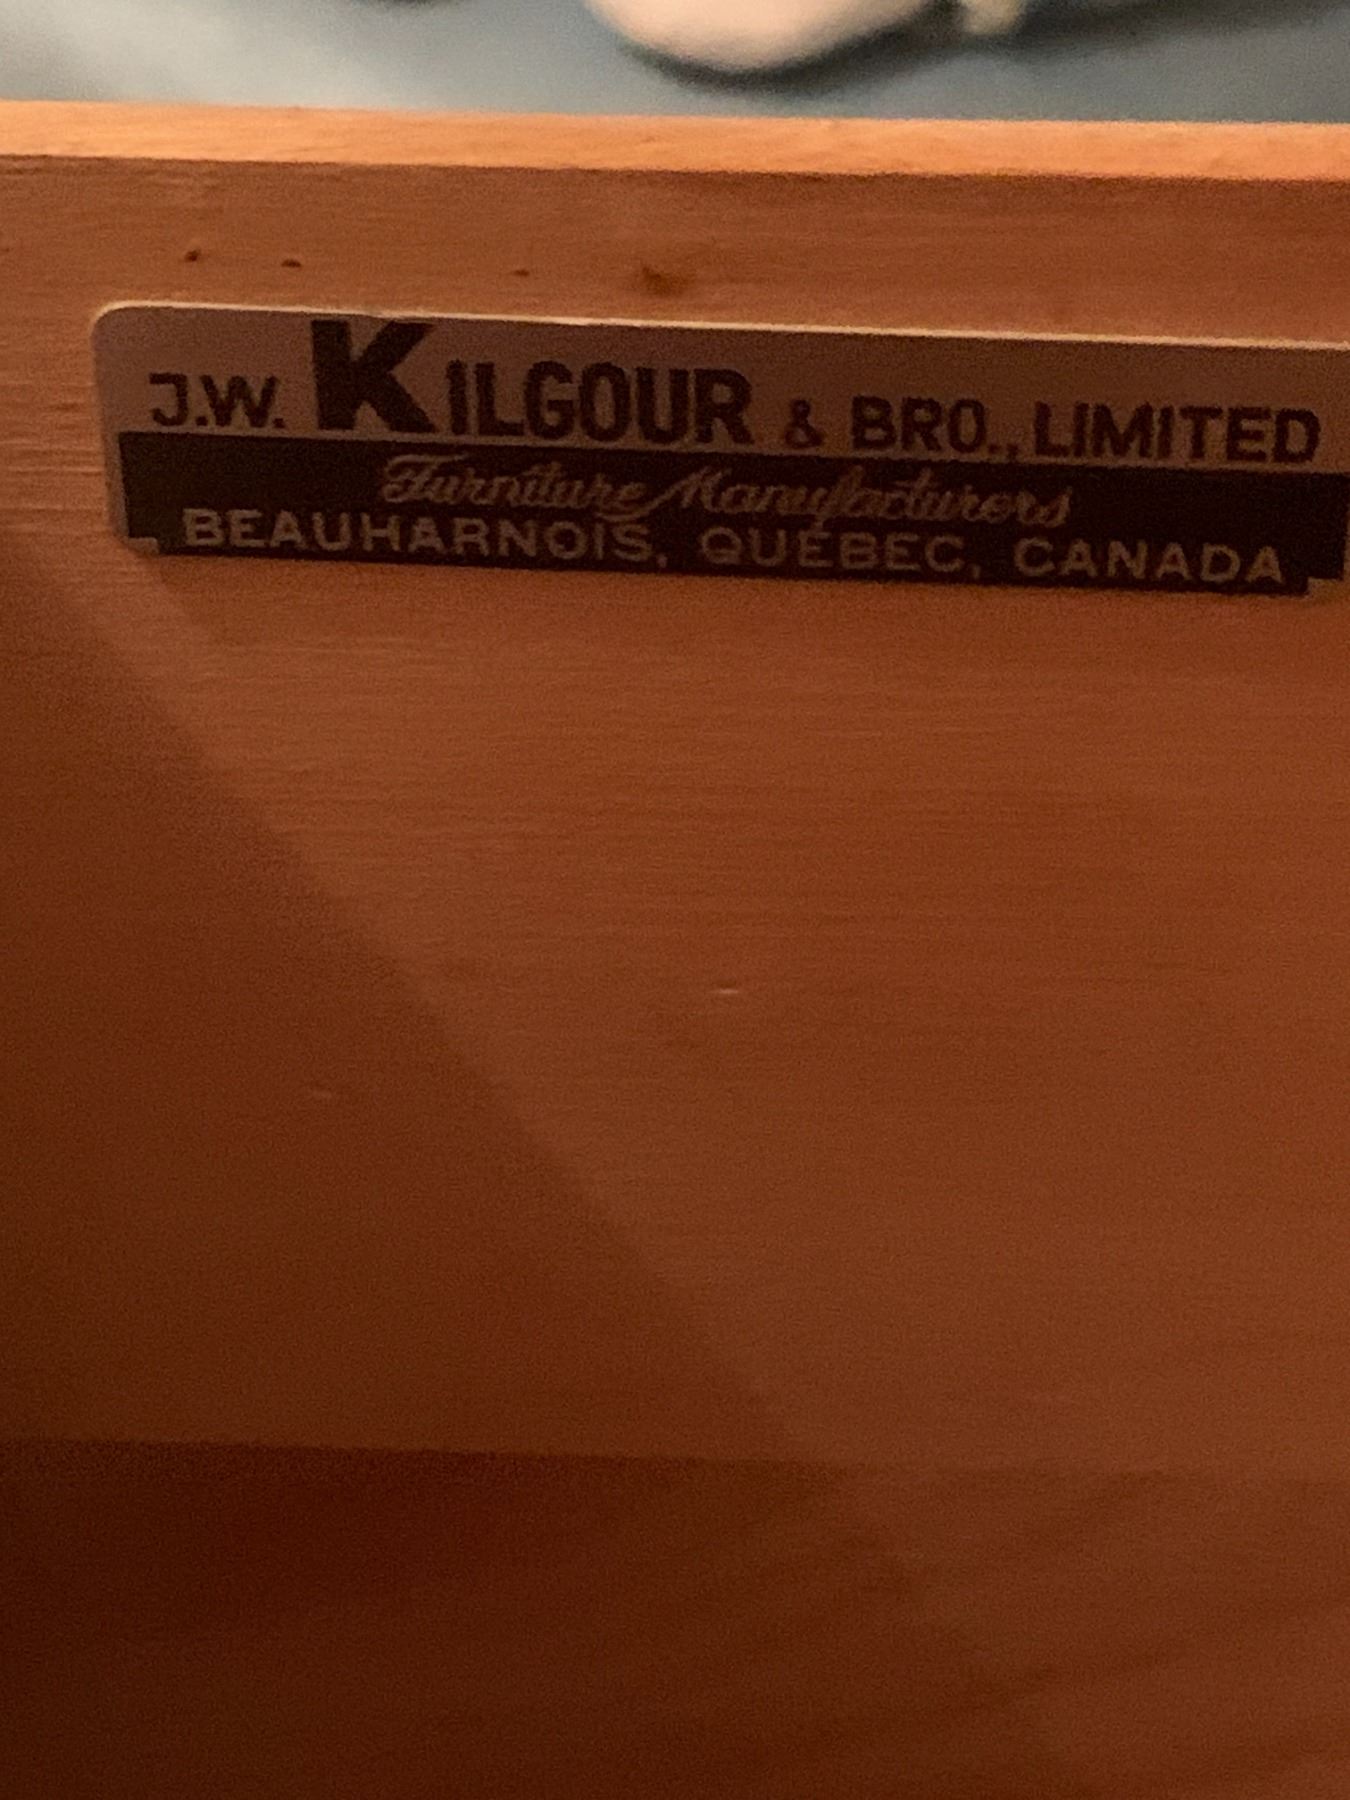 J.W. KILGOUR & BRO., LIMITED
Furniture Manufacturers
BEAUHARNOIS, QUEBEC, CANADA